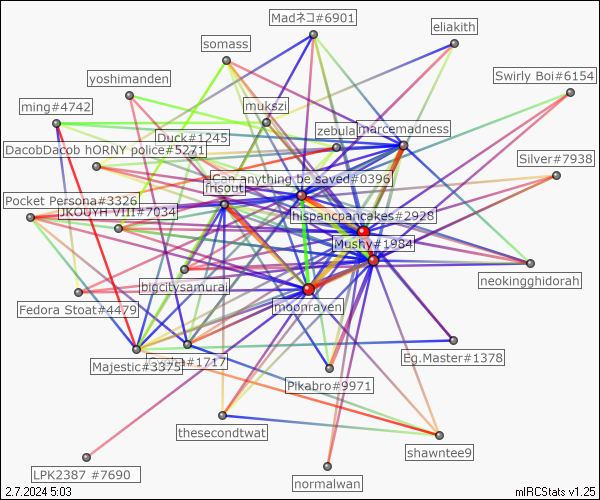 Madネコ#6901
eliakith
somass
Swirly Boi#6154
yoshimanden
ming#4742
mukszi
zebula
marcemadness
Duck#1245
DacobDacob hORNY police#5271
Silver#7938
Can anything be saved#0396
frisout
Pocket Persona#3326
JKOUYH VIII#7034
hispancpancakes#2928
Mushy#1984
neokingghidorah
bigcitysamurai
moonraven
Fedora Stoat#4479
Eg.Master#1378
Majestic#3375
#1717
Pikabro#9971
thesecondtwat
shawntee9
LPK2387 #7690
normalwan
2.7.2024 5:03
mIRCStats v1.25